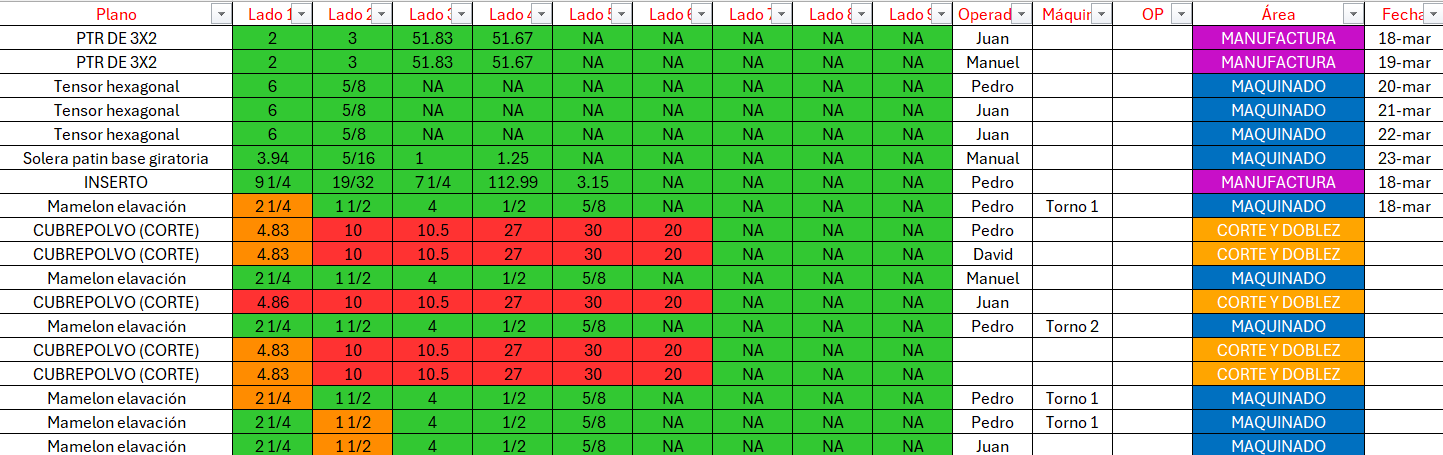 Plano Lado 1 Lado 2 Lado 3 Lado 4 Lado 5 Lado 6 Lado 7 Lado 8 Lado 9 Operad Máquin OP Área Fecha
PTR DE 3X2 2 3 51.83 51.67 NA NA NA NA NA Juan MANUFACTURA 18-mar
PTR DE 3X2 2 3 51.83 51.67 NA NA NA NA NA Manuel MANUFACTURA 19-mar
Tensor hexagonal 6 5/8 NA NA NA NA NA NA NA Pedro MAQUINADO 20-mar
Tensor hexagonal 6 5/8 NA NA NA NA NA NA NA Juan MAQUINADO 21-mar
Tensor hexagonal 6 5/8 NA NA NA NA NA NA NA Juan MAQUINADO 22-mar
Solera patin base giratoria 3.94 5/16 1 1.25 NA NA NA NA NA Manual MAQUINADO 23-mar
INSERTO 9 1/4 19/32 7 1/4 112.99 3.15 NA NA NA NA Pedro MANUFACTURA 18-mar
Mamelon elavación 2 1/4 1 1/2 4 1/2 5/8 NA NA NA NA Pedro Torno 1 MAQUINADO 18-mar
CUBREPOLVO (CORTE) 4.83 10 10.5 27 30 20 NA NA NA Pedro CORTE Y DOBLEZ
CUBREPOLVO (CORTE) 4.83 10 10.5 27 30 20 NA NA NA David CORTE Y DOBLEZ
Mamelon elavación 2 1/4 1 1/2 4 1/2 5/8 NA NA NA NA Manuel MAQUINADO
CUBREPOLVO (CORTE) 4.86 10 10.5 27 30 20 NA NA NA Juan CORTE Y DOBLEZ
Mamelon elavación 2 1/4 1 1/2 4 1/2 5/8 NA NA NA NA Pedro Torno 2 MAQUINADO
CUBREPOLVO (CORTE) 4.83 10 10.5 27 30 20 NA NA NA CORTE Y DOBLEZ
CUBREPOLVO (CORTE) 4.83 10 10.5 27 30 20 NA NA NA CORTE Y DOBLEZ
Mamelon elavación 2 1/4 1 1/2 4 1/2 5/8 NA NA NA NA Pedro Torno 1 MAQUINADO
Mamelon elavación 2 1/4 1 1/2 4 1/2 5/8 NA NA NA NA Pedro Torno 1 MAQUINADO
Mamelon elavación 2 1/4 1 1/2 4 1/2 5/8 NA NA NA NA Juan MAQUINADO